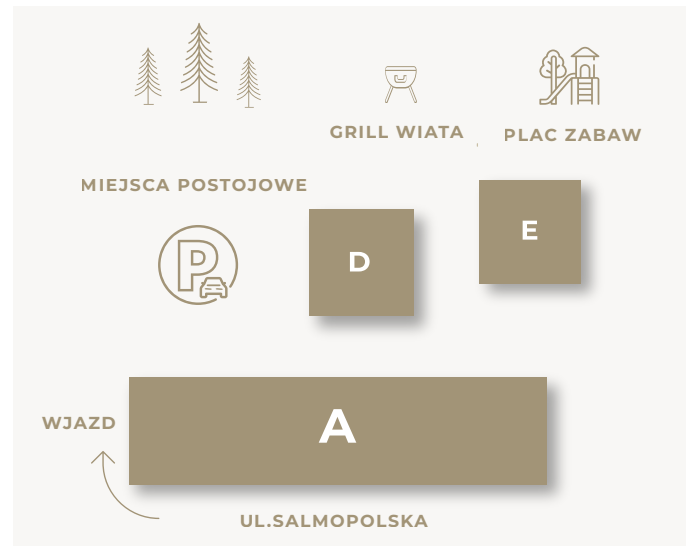 GRILL WIATA
PLAC ZABAW
MIEJSCA POSTOJOWE
P
D
E
A
WJAZD
UL.SALMOPOLSKA